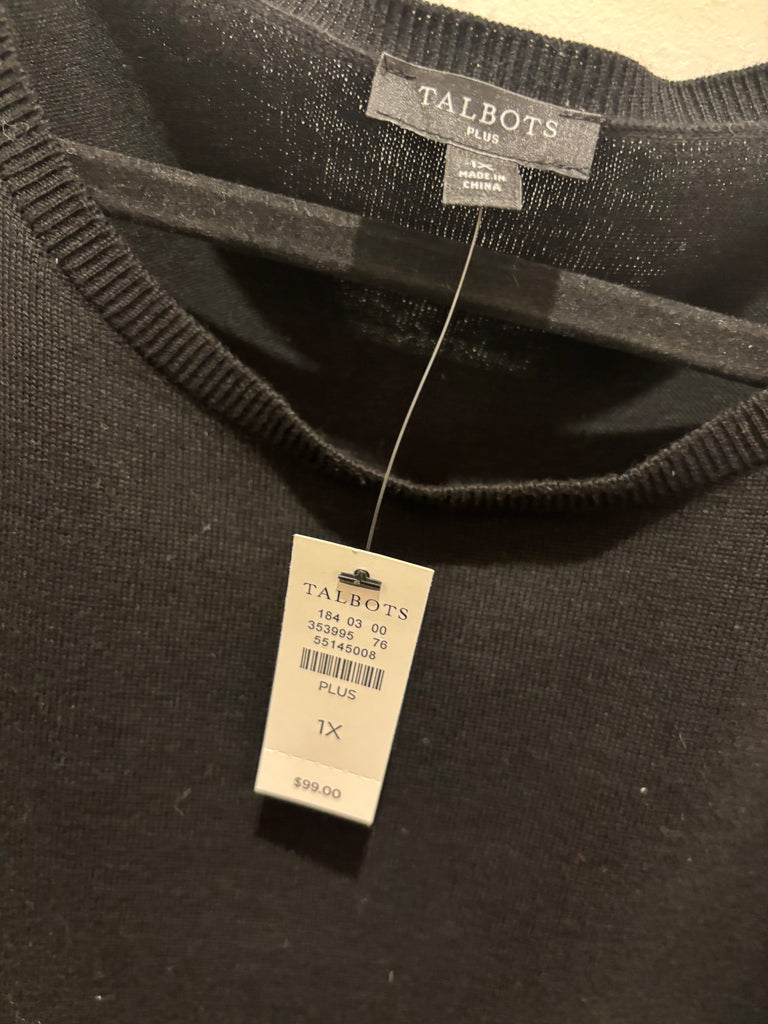 TALBOTS
PLUS
1X
MADE IN
CHINA
TALBOTS
184 03 00
353995 76
55145008
PLUS
1X
$99.00